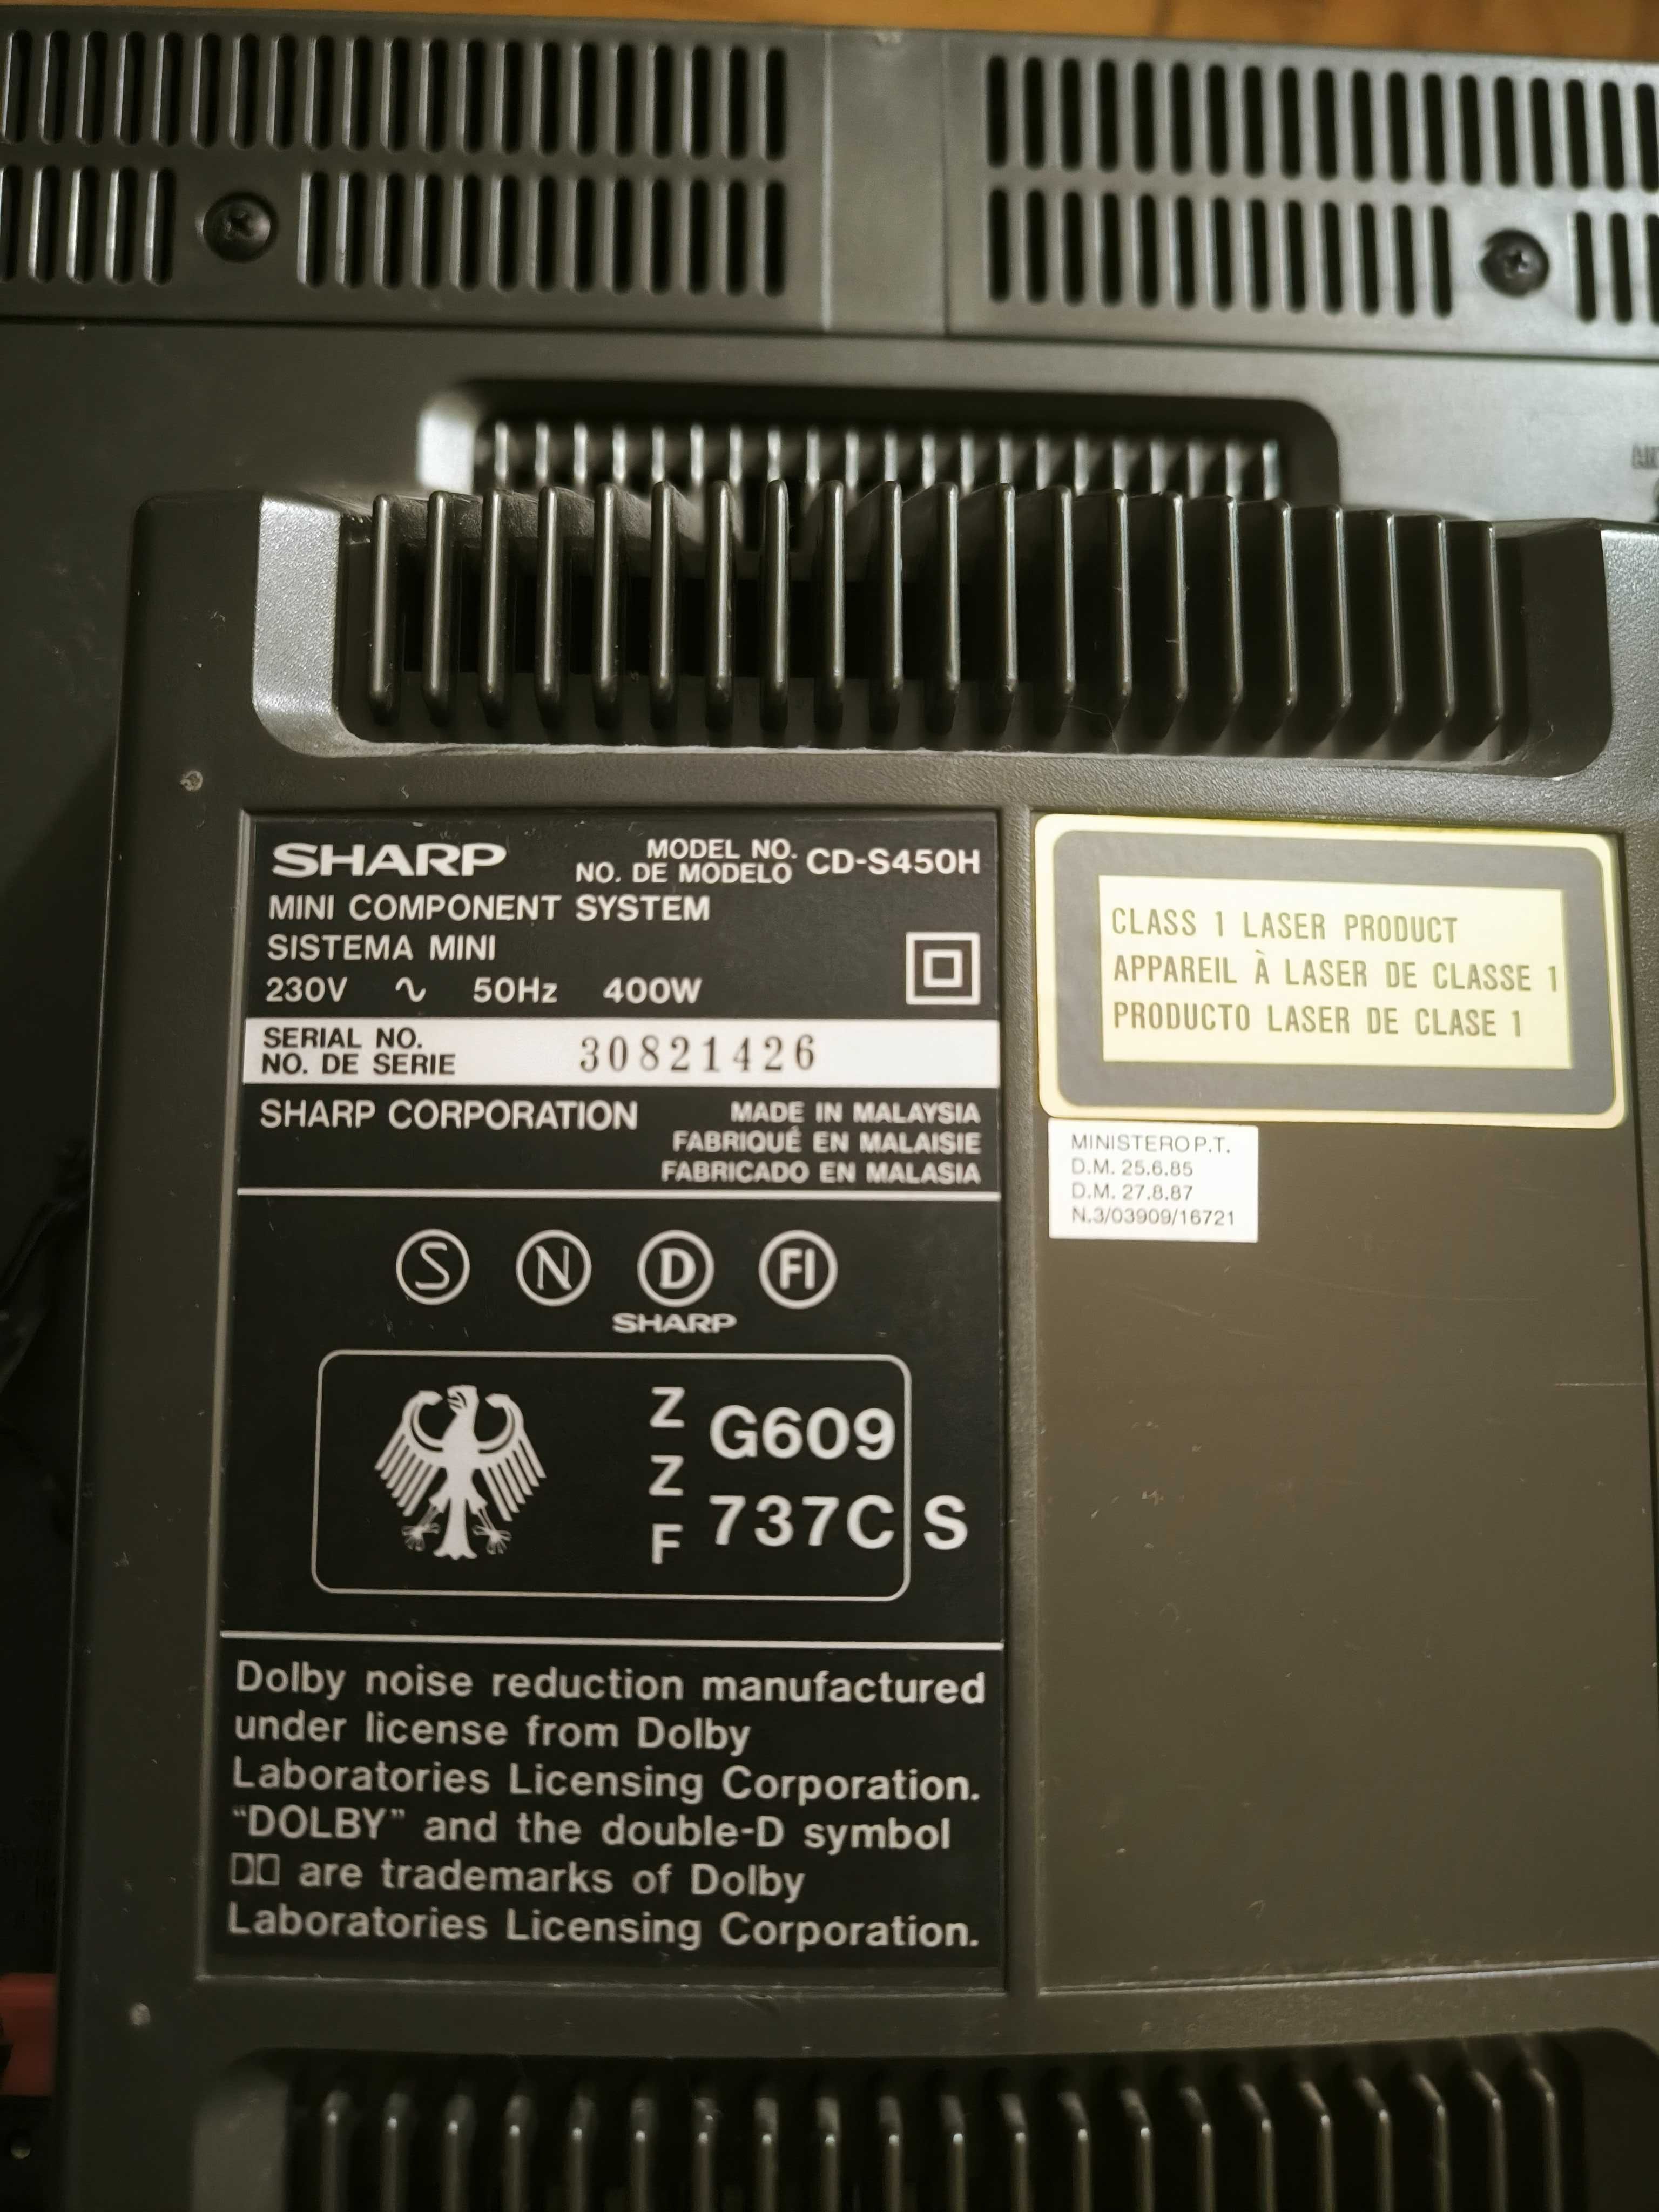 SHARP MODEL NO. CD-S450H
NO. DE MODELO
MINI COMPONENT SYSTEM
SISTEMA MINI
230V ∿ 50Hz 400W
SERIAL NO. 30821426
NO. DE SERIE
SHARP CORPORATION MADE IN MALAYSIA
FABRIQUÉ EN MALAISIE
FABRICADO EN MALASIA
S N D FI
SHARP
Z Z F
G609
737C S
Dolby noise reduction manufactured
under license from Dolby
Laboratories Licensing Corporation.
“DOLBY” and the double-D symbol
are trademarks of Dolby
Laboratories Licensing Corporation.
CLASS 1 LASER PRODUCT
APPAREIL À LASER DE CLASSE 1
PRODUCTO LASER DE CLASE 1
MINISTERO P.T.
D.M. 25.6.85
D.M. 27.8.87
N.3/03909/16721